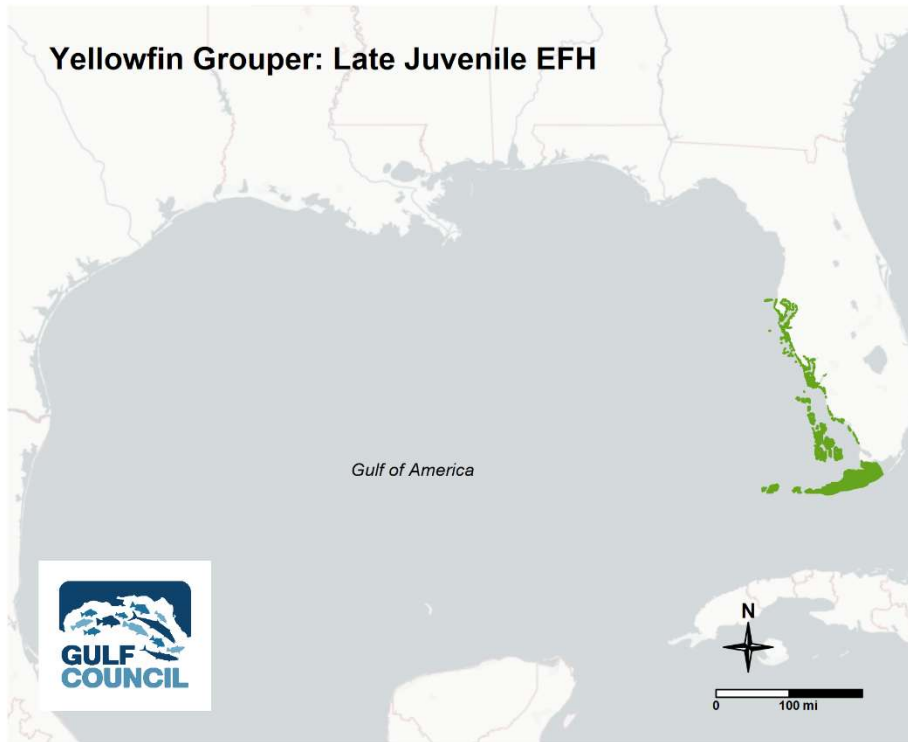 Yellowfin Grouper: Late Juvenile EFH
Gulf of America
GULF
COUNCIL
N
0 100 mi